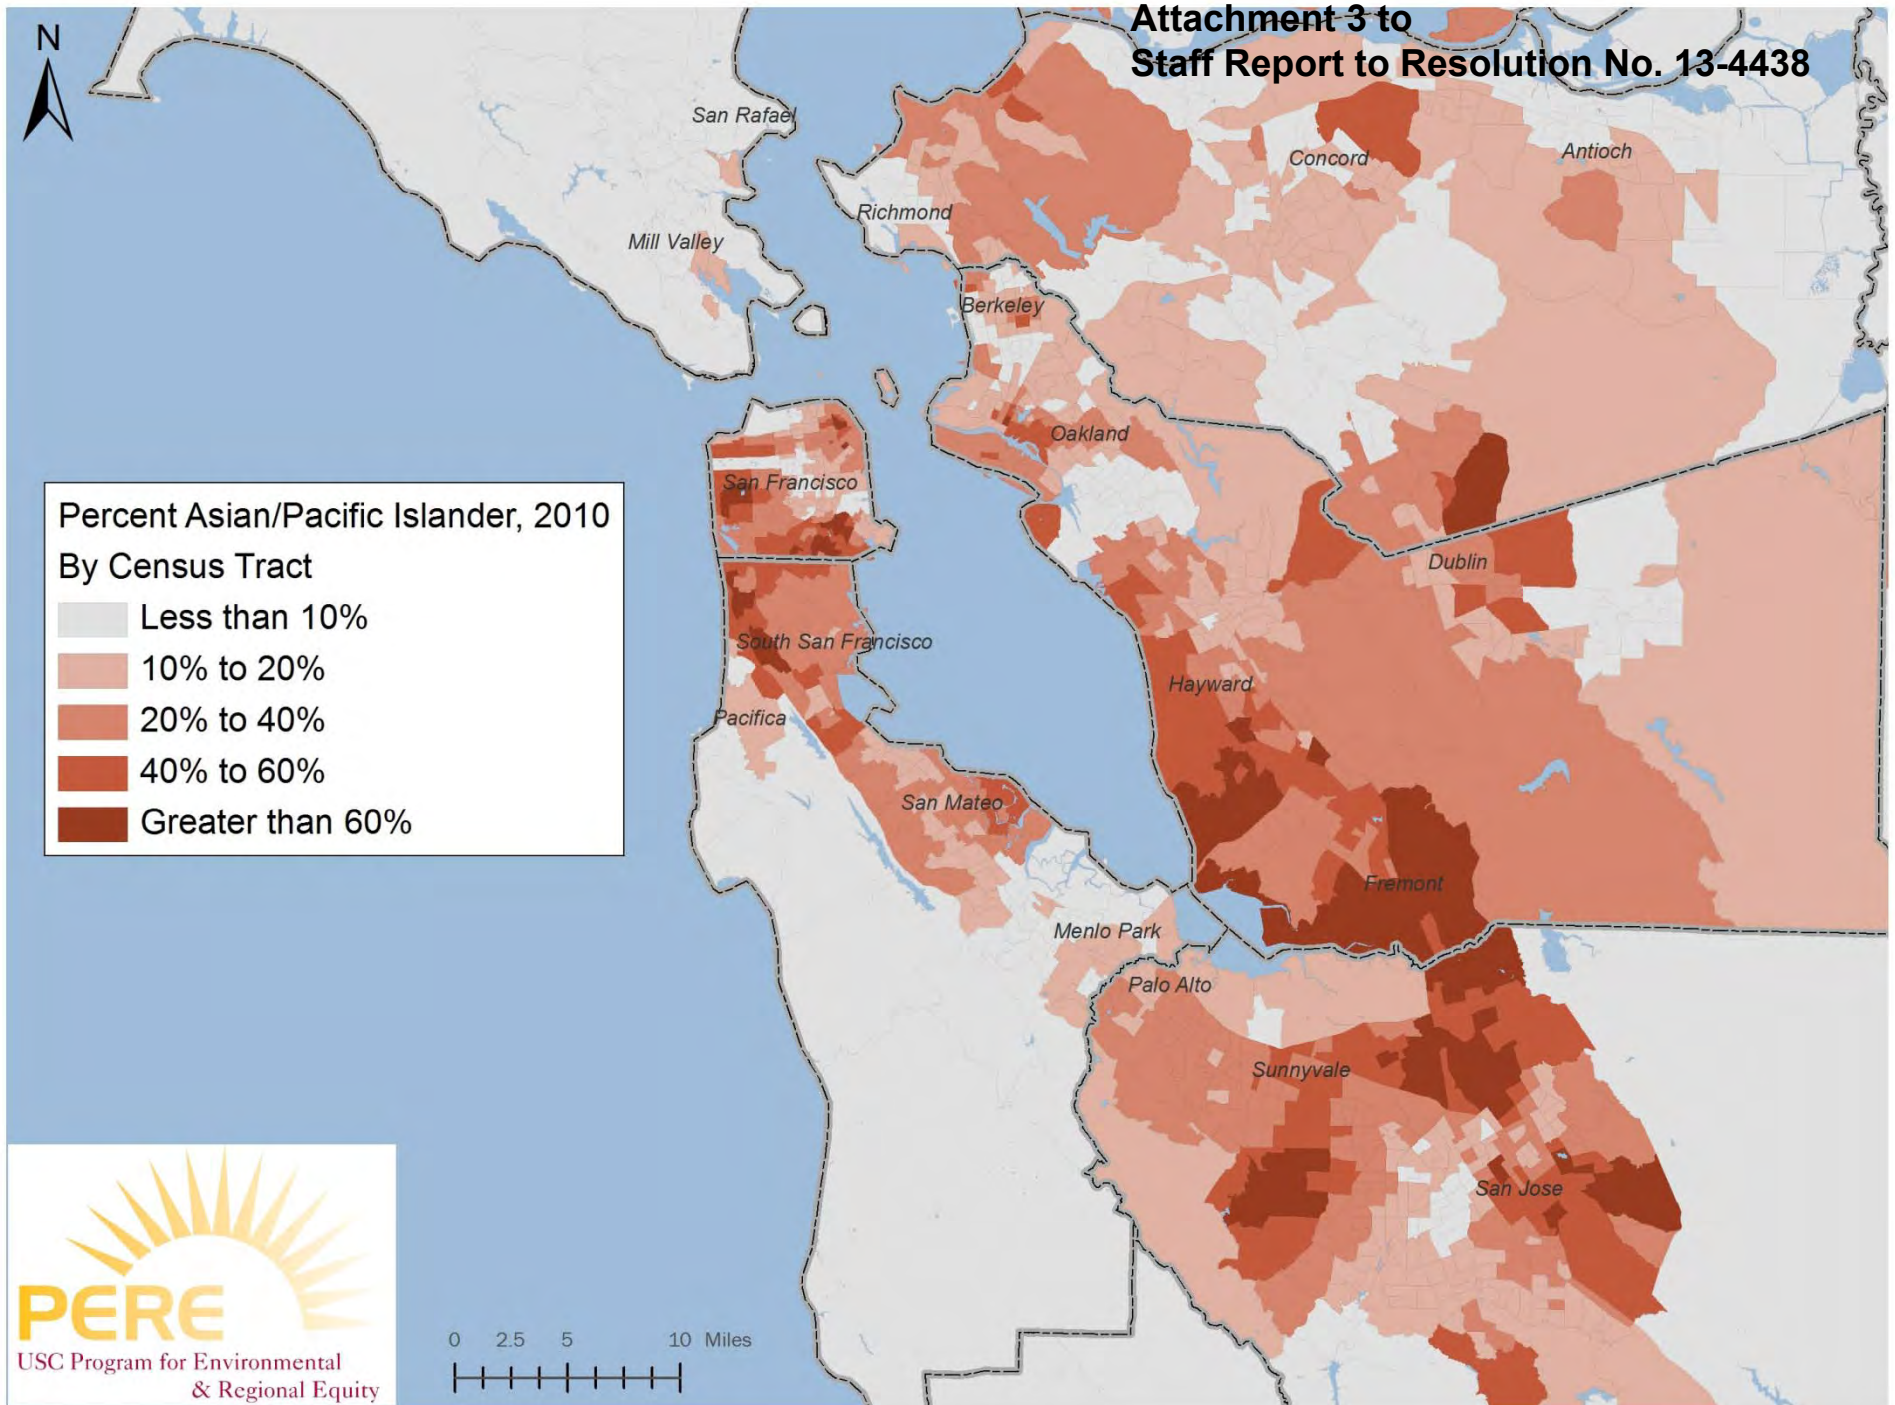 Attachment 3 to
Staff Report to Resolution No. 13-4438
N
San Rafael
Concord
Antioch
Richmond
Mill Valley
Berkeley
Oakland
San Francisco
Percent Asian/Pacific Islander, 2010
By Census Tract
Less than 10%
10% to 20%
20% to 40%
40% to 60%
Greater than 60%
Dublin
South San Francisco
Hayward
Pacifica
San Mateo
Fremont
Menlo Park
Palo Alto
Sunnyvale
San Jose
PERE
USC Program for Environmental
& Regional Equity
0 2.5 5 10 Miles